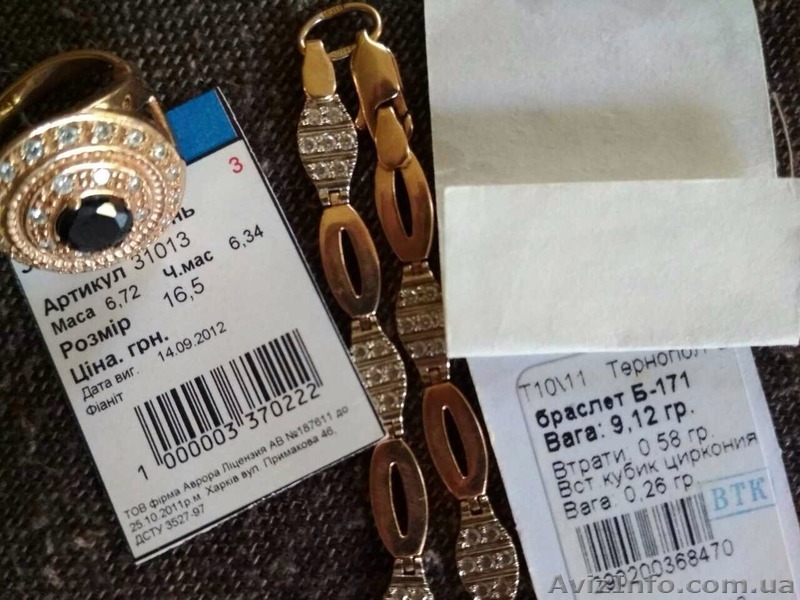 3
Артикул 31013
Маса 6,72 Ч.мас 6,34
Розмір 16,5
Ціна. грн.
Дата виг. 14.09.2012
Фіаніт
1 000003 370222
ТОВ фірма Аврора Ліцензия АВ №187611 до
25.10.2011р.м Харків вул. Примакова 46,
ДСТУ 3527-97
Т10\11
браслет Б-171
Вага: 9,12 гр.
Втрати 0.58 гр.
Вст кубик циркония
Вага 0,26 гр
ВТК
AvizInfo.com.ua